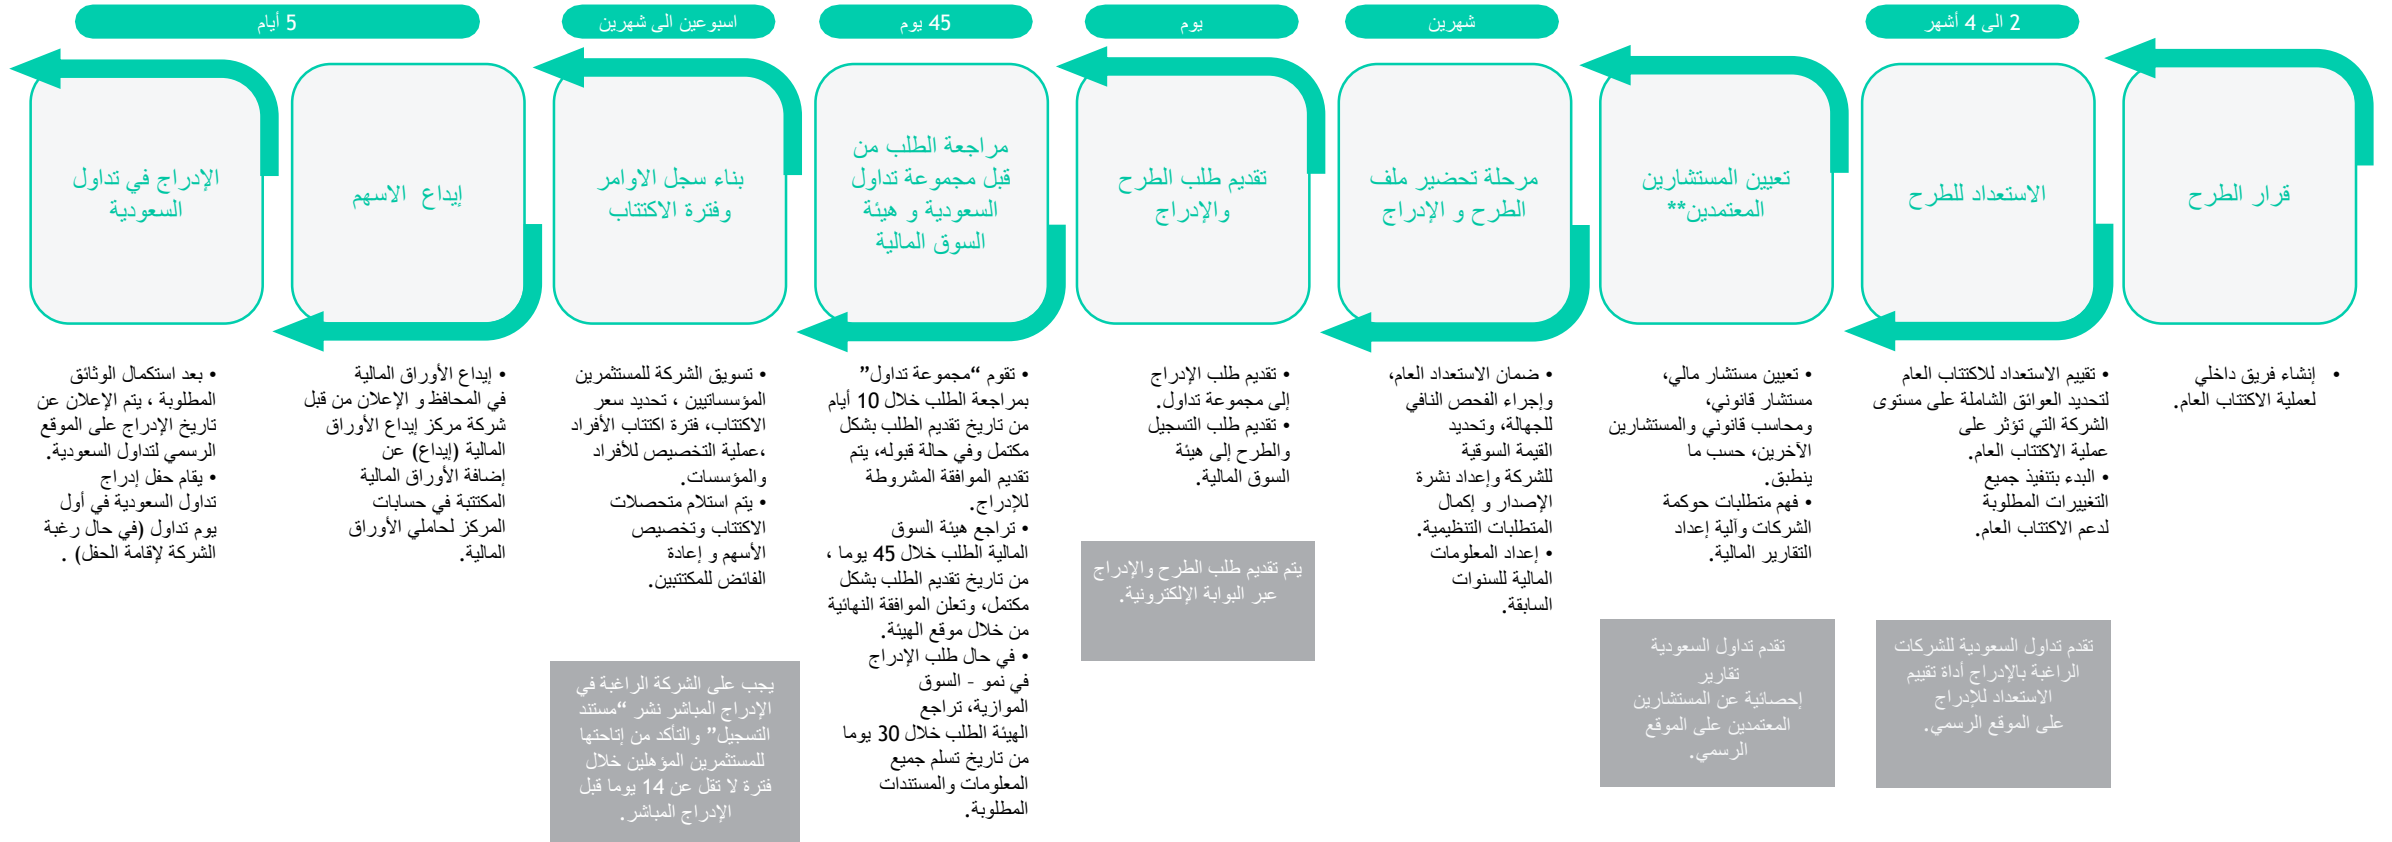 2 الى 4 أشهر
شهرين
يوم
45 يوم
اسبوعين الى شهرين
5 أيام
قرار الطرح
الاستعداد للطرح
تعيين المستشارين
المعتمدين**
مرحلة تحضير ملف
الطرح و الإدراج
تقديم طلب الطرح
والإدراج
مراجعة الطلب من
قبل مجموعة تداول
السعودية و هيئة
السوق المالية
بناء سجل الاوامر
وفترة الاكتتاب
إيداع الاسهم
الإدراج في تداول
السعودية
• إنشاء فريق داخلي
لعملية الاكتتاب العام.
• تقييم الاستعداد للاكتتاب العام
لتحديد العوائق الشاملة على مستوى
الشركة التي تؤثر على
عملية الاكتتاب العام.
• البدء بتنفيذ جميع
التغييرات المطلوبة
لدعم الاكتتاب العام.
تقدم تداول السعودية للشركات
الراغبة بالإدراج أداة تقييم
الاستعداد للإدراج
على الموقع الرسمي.
• تعيين مستشار مالي،
مستشار قانوني،
ومحاسب قانوني والمستشارين
الآخرين، حسب ما
ينطبق.
• فهم متطلبات حوكمة
الشركات وآلية إعداد
التقارير المالية.
تقدم تداول السعودية
تقارير
إحصائية عن المستشارين
المعتمدين على الموقع
الرسمي.
• ضمان الاستعداد العام،
وإجراء الفحص النافي
للجهالة، وتحديد
القيمة السوقية
للشركة وإعداد نشرة
الإصدار و إكمال
المتطلبات التنظيمية.
• إعداد المعلومات
المالية للسنوات
السابقة.
• تقديم طلب الإدراج
إلى مجموعة تداول.
• تقديم طلب التسجيل
والطرح إلى هيئة
السوق المالية.
يتم تقديم طلب الطرح والإدراج
عبر البوابة الإلكترونية.
• تقوم “مجموعة تداول”
بمراجعة الطلب خلال 10 أيام
من تاريخ تقديم الطلب بشكل
مكتمل وفي حالة قبوله، يتم
تقديم الموافقة المشروطة
للإدراج.
• تراجع هيئة السوق
المالية الطلب خلال 45 يوما ،
من تاريخ تقديم الطلب بشكل
مكتمل، وتعلن الموافقة النهائية
من خلال موقع الهيئة.
• في حال طلب الإدراج
في نمو - السوق
الموازية، تراجع
الهيئة الطلب خلال 30 يوما
من تاريخ تسلم جميع
المعلومات والمستندات
المطلوبة.
• تسويق الشركة للمستثمرين
المؤسساتيين ، تحديد سعر
الاكتتاب، فترة اكتتاب الأفراد
،عملية التخصيص للأفراد
والمؤسسات.
• يتم استلام متحصلات
الاكتتاب وتخصيص
الأسهم و إعادة
الفائض للمكتتبين.
يجب على الشركة الراغبة في
الإدراج المباشر نشر “مستند
التسجيل” والتأكد من إتاحتها
للمستثمرين المؤهلين خلال
فترة لا تقل عن 14 يوما قبل
الإدراج المباشر.
• إيداع الأوراق المالية
في المحافظ و الإعلان من قبل
شركة مركز إيداع الأوراق
المالية (إيداع) عن
إضافة الأوراق المالية
المكتتبة في حسابات
المركز لحاملي الأوراق
المالية.
• بعد استكمال الوثائق
المطلوبة ، يتم الإعلان عن
تاريخ الإدراج على الموقع
الرسمي لتداول السعودية.
• يقام حفل إدراج
تداول السعودية في أول
يوم تداول (في حال رغبة
الشركة لإقامة الحفل) .